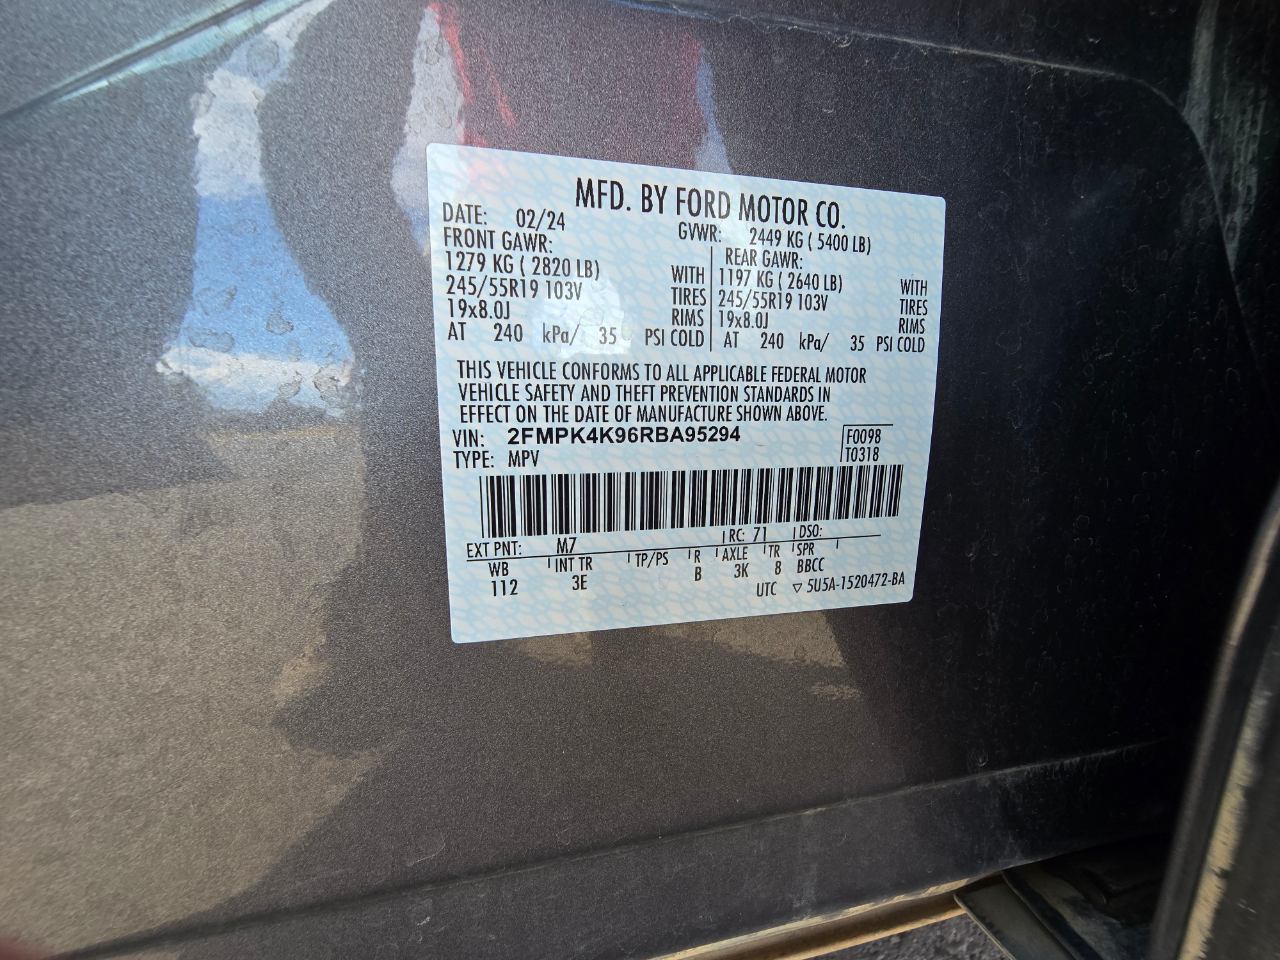 MFD. BY FORD MOTOR CO.
DATE: 02/24 GVWR: 2449 KG ( 5400 LB)
FRONT GAWR: REAR GAWR:
1279 KG ( 2820 LB) WITH 1197 KG ( 2640 LB) WITH
245/55R19 103V TIRES 245/55R19 103V TIRES
19x8.0J RIMS 19x8.0J RIMS
AT 240 kPa/ 35 PSI COLD AT 240 kPa/ 35 PSI COLD
THIS VEHICLE CONFORMS TO ALL APPLICABLE FEDERAL MOTOR
VEHICLE SAFETY AND THEFT PREVENTION STANDARDS IN
EFFECT ON THE DATE OF MANUFACTURE SHOWN ABOVE.
VIN: 2FMPK4K96RBA95294 F0098
TYPE: MPV T0318
EXT PNT: M7 RC: 71 DSO:
WB INT TR TP/PS R AXLE TR SPR
112 3E B 3K 8 BBCC
UTC ▽ 5U5A-1520472-BA